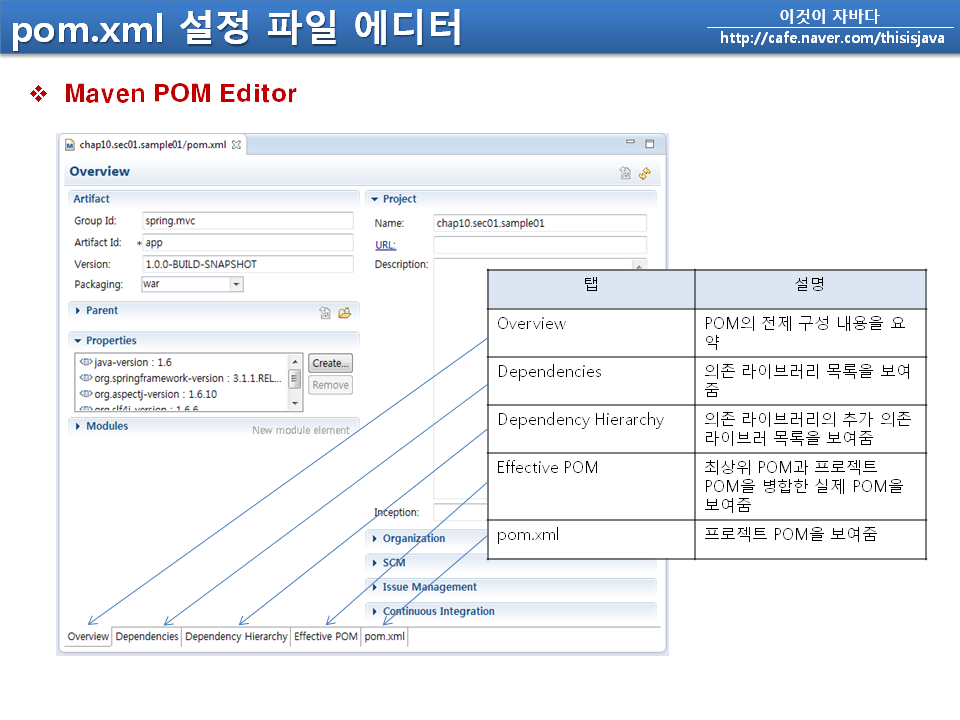 pom.xml 설정 파일 에디터
이것이 자바다
http://cafe.naver.com/thisisjava
❖ Maven POM Editor
chap10.sec01.sample01/pom.xml
Overview
Artifact
Group Id: spring.mvc
Artifact Id: * app
Version: 1.0.0-BUILD-SNAPSHOT
Packaging: war
Parent
Properties
java-version : 1.6
org.springframework-version : 3.1.1.REL...
org.aspectj-version : 1.6.10
org.slf4j-version : 1.6.6
Create...
Remove
Modules
New module element
Project
Name: chap10.sec01.sample01
URL:
Description:
Inception:
Organization
SCM
Issue Management
Continuous Integration
탭 설명
Overview POM의 전제 구성 내용을 요
약
Dependencies 의존 라이브러리 목록을 보여
줌
Dependency Hierarchy 의존 라이브러리의 추가 의존
라이브러 목록을 보여줌
Effective POM 최상위 POM과 프로젝트
POM을 병합한 실제 POM을
보여줌
pom.xml 프로젝트 POM을 보여줌
Overview Dependencies Dependency Hierarchy Effective POM pom.xml